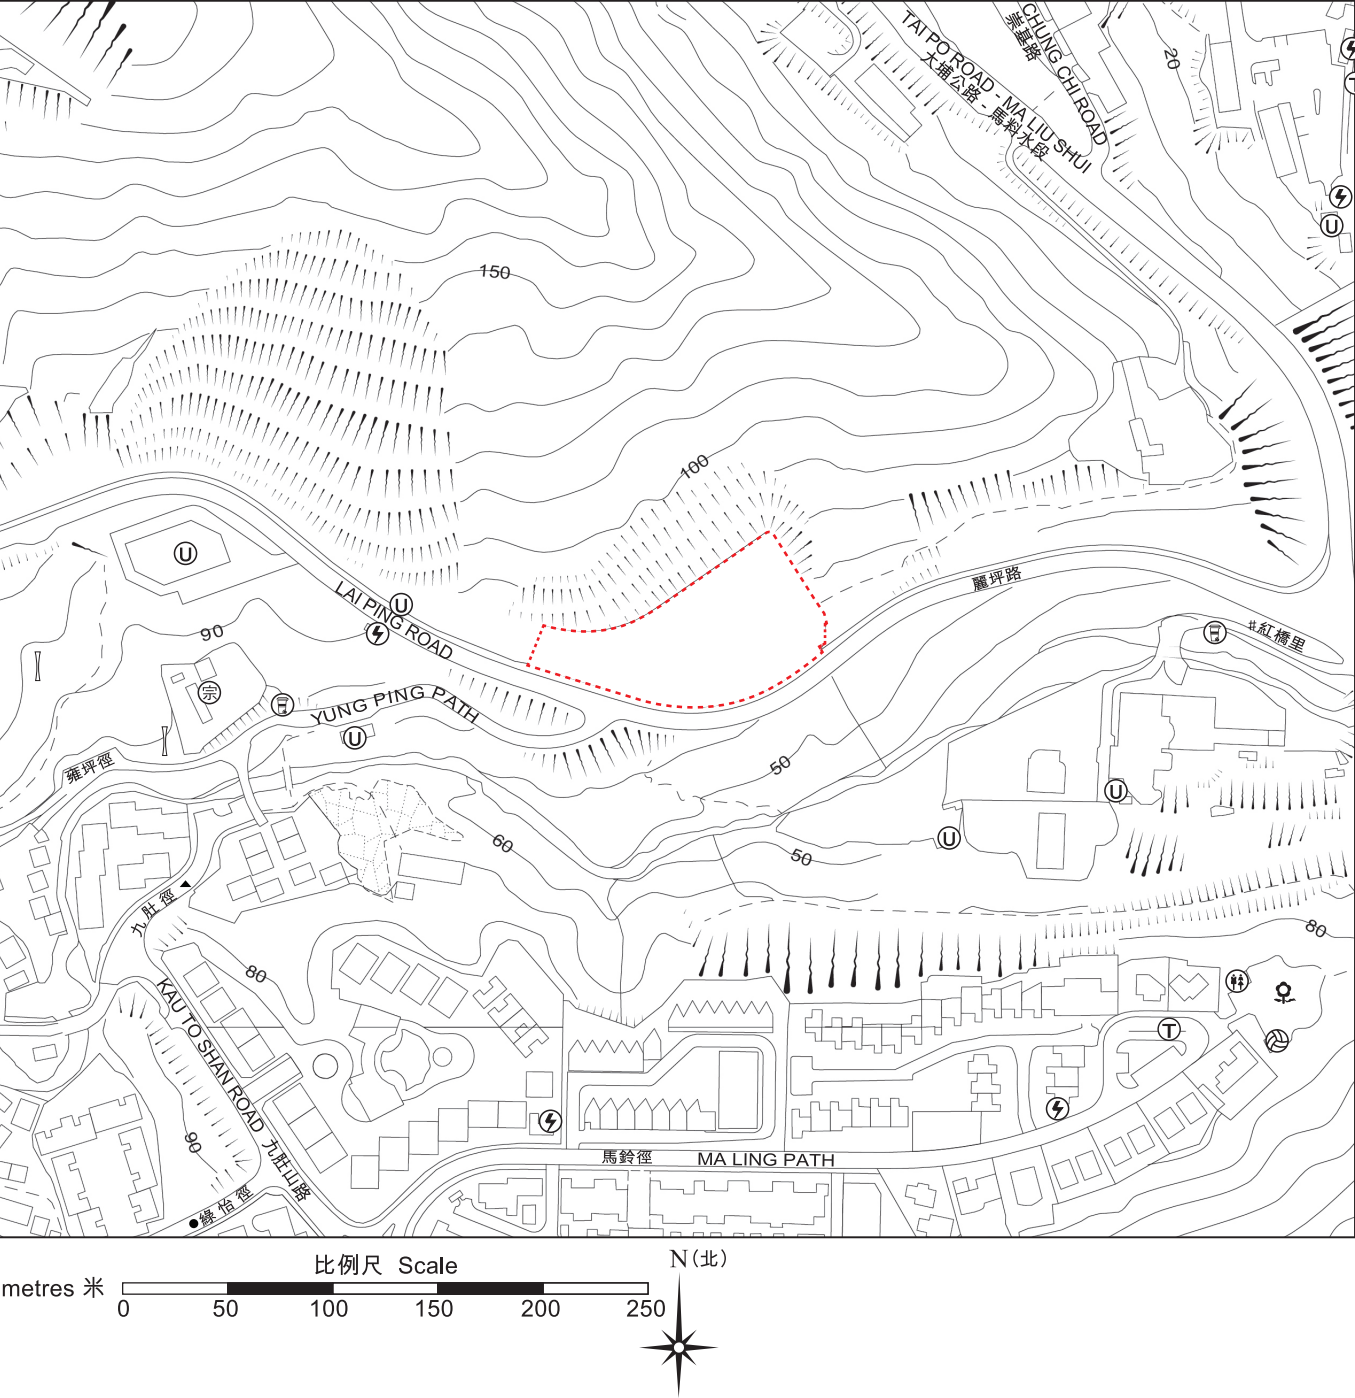 TAI PO ROAD - MA LIU SHUI
大埔公路 - 馬料水段
CHUNG CHI ROAD
崇基路
20
150
100
LAI PING ROAD
麗坪路
紅橋里
90
宗
YUNG PING PATH
雍坪徑
U
U
U
U
U
U
50
50
60
九肚徑
80
80
KAU TO SHAN ROAD 九肚山路
90
綠怡徑
T
馬鈴徑 MA LING PATH
比例尺 Scale
metres 米
0 50 100 150 200 250
N(北)